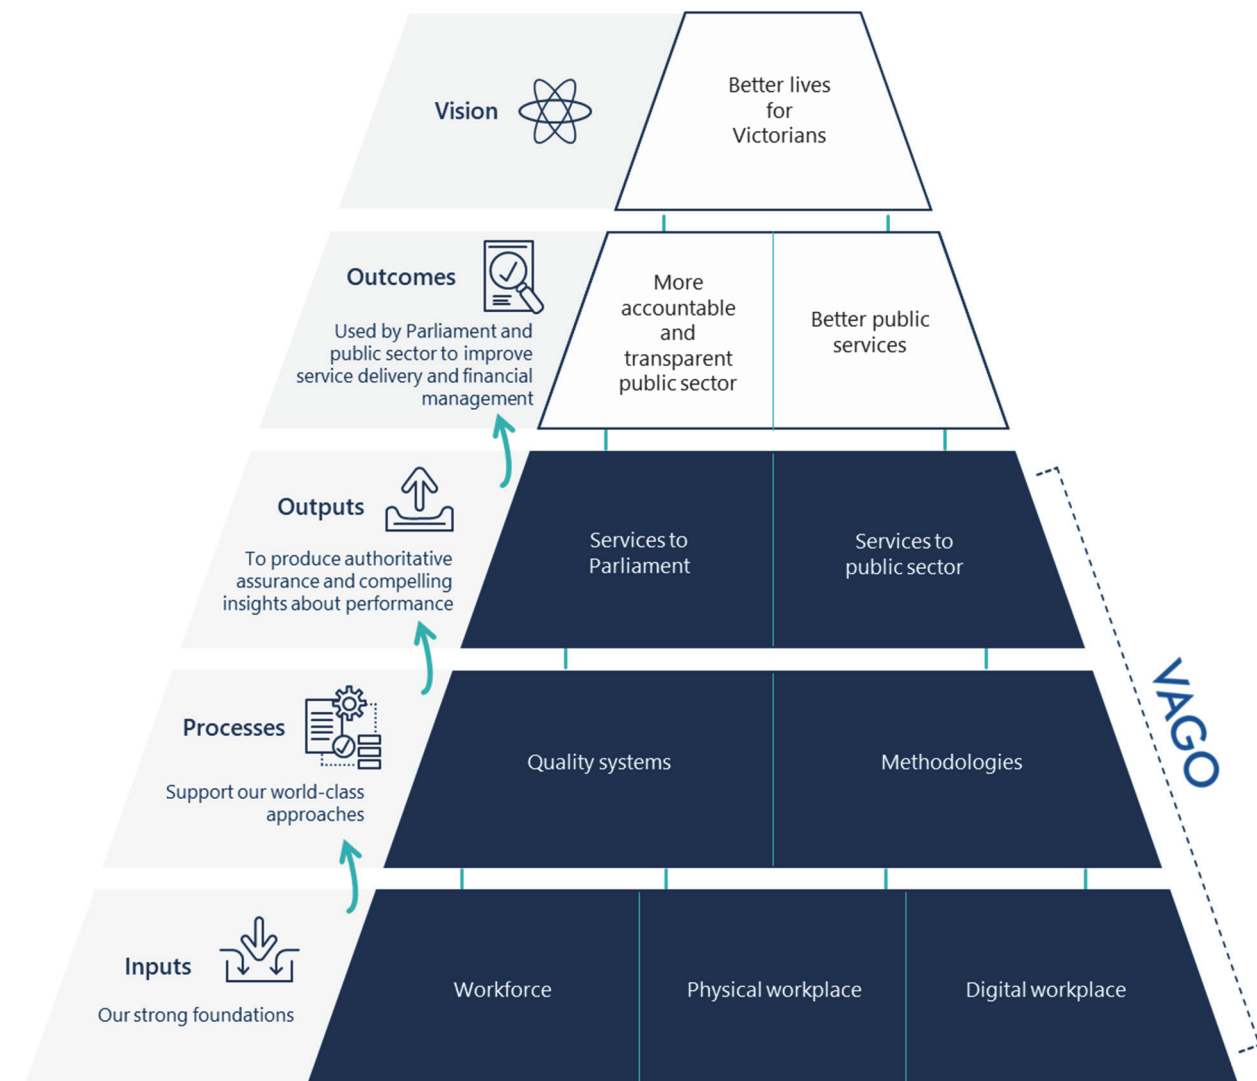 Vision
Better lives
for
Victorians
Outcomes
Used by Parliament and
public sector to improve
service delivery and financial
management
More
accountable
and
transparent
public sector
Better public
services
Outputs
To produce authoritative
assurance and compelling
insights about performance
Services to
Parliament
Services to
public sector
Processes
Support our world-class
approaches
Quality systems
Methodologies
VAGO
Inputs
Our strong foundations
Workforce
Physical workplace
Digital workplace